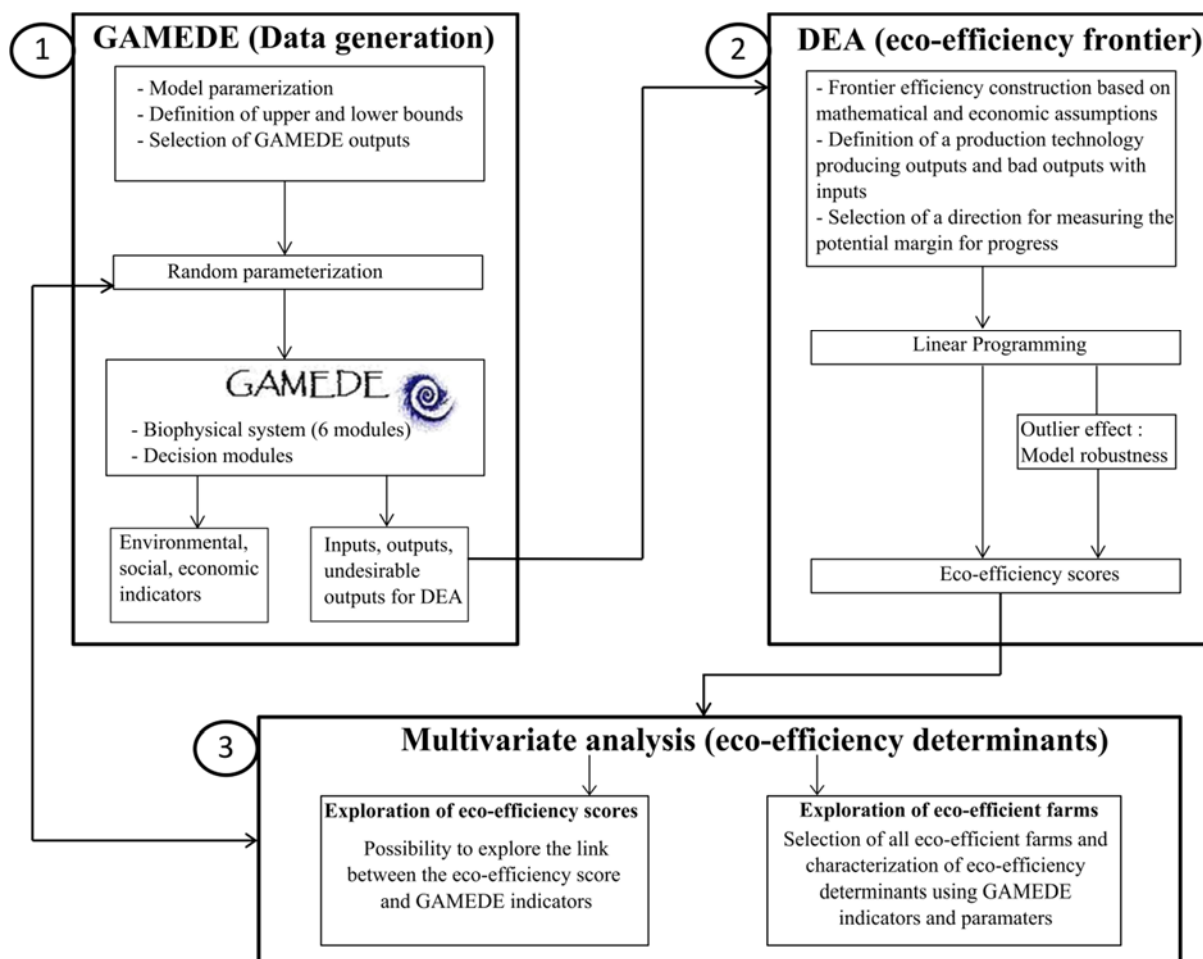 1
GAMEDE (Data generation)
- Model paramerization
- Definition of upper and lower bounds
- Selection of GAMEDE outputs
Random parameterization
GAMEDE
- Biophysical system (6 modules)
- Decision modules
Environmental,
social, economic
indicators
Inputs, outputs,
undesirable
outputs for DEA
2
DEA (eco-efficiency frontier)
- Frontier efficiency construction based on
mathematical and economic assumptions
- Definition of a production technology
producing outputs and bad outputs with
inputs
- Selection of a direction for measuring the
potential margin for progress
Linear Programming
Outlier effect :
Model robustness
Eco-efficiency scores
3
Multivariate analysis (eco-efficiency determinants)
Exploration of eco-efficiency scores
Possibility to explore the link
between the eco-efficiency score
and GAMEDE indicators
Exploration of eco-efficient farms
Selection of all eco-efficient farms and
characterization of eco-efficiency
determinants using GAMEDE
indicators and paramaters